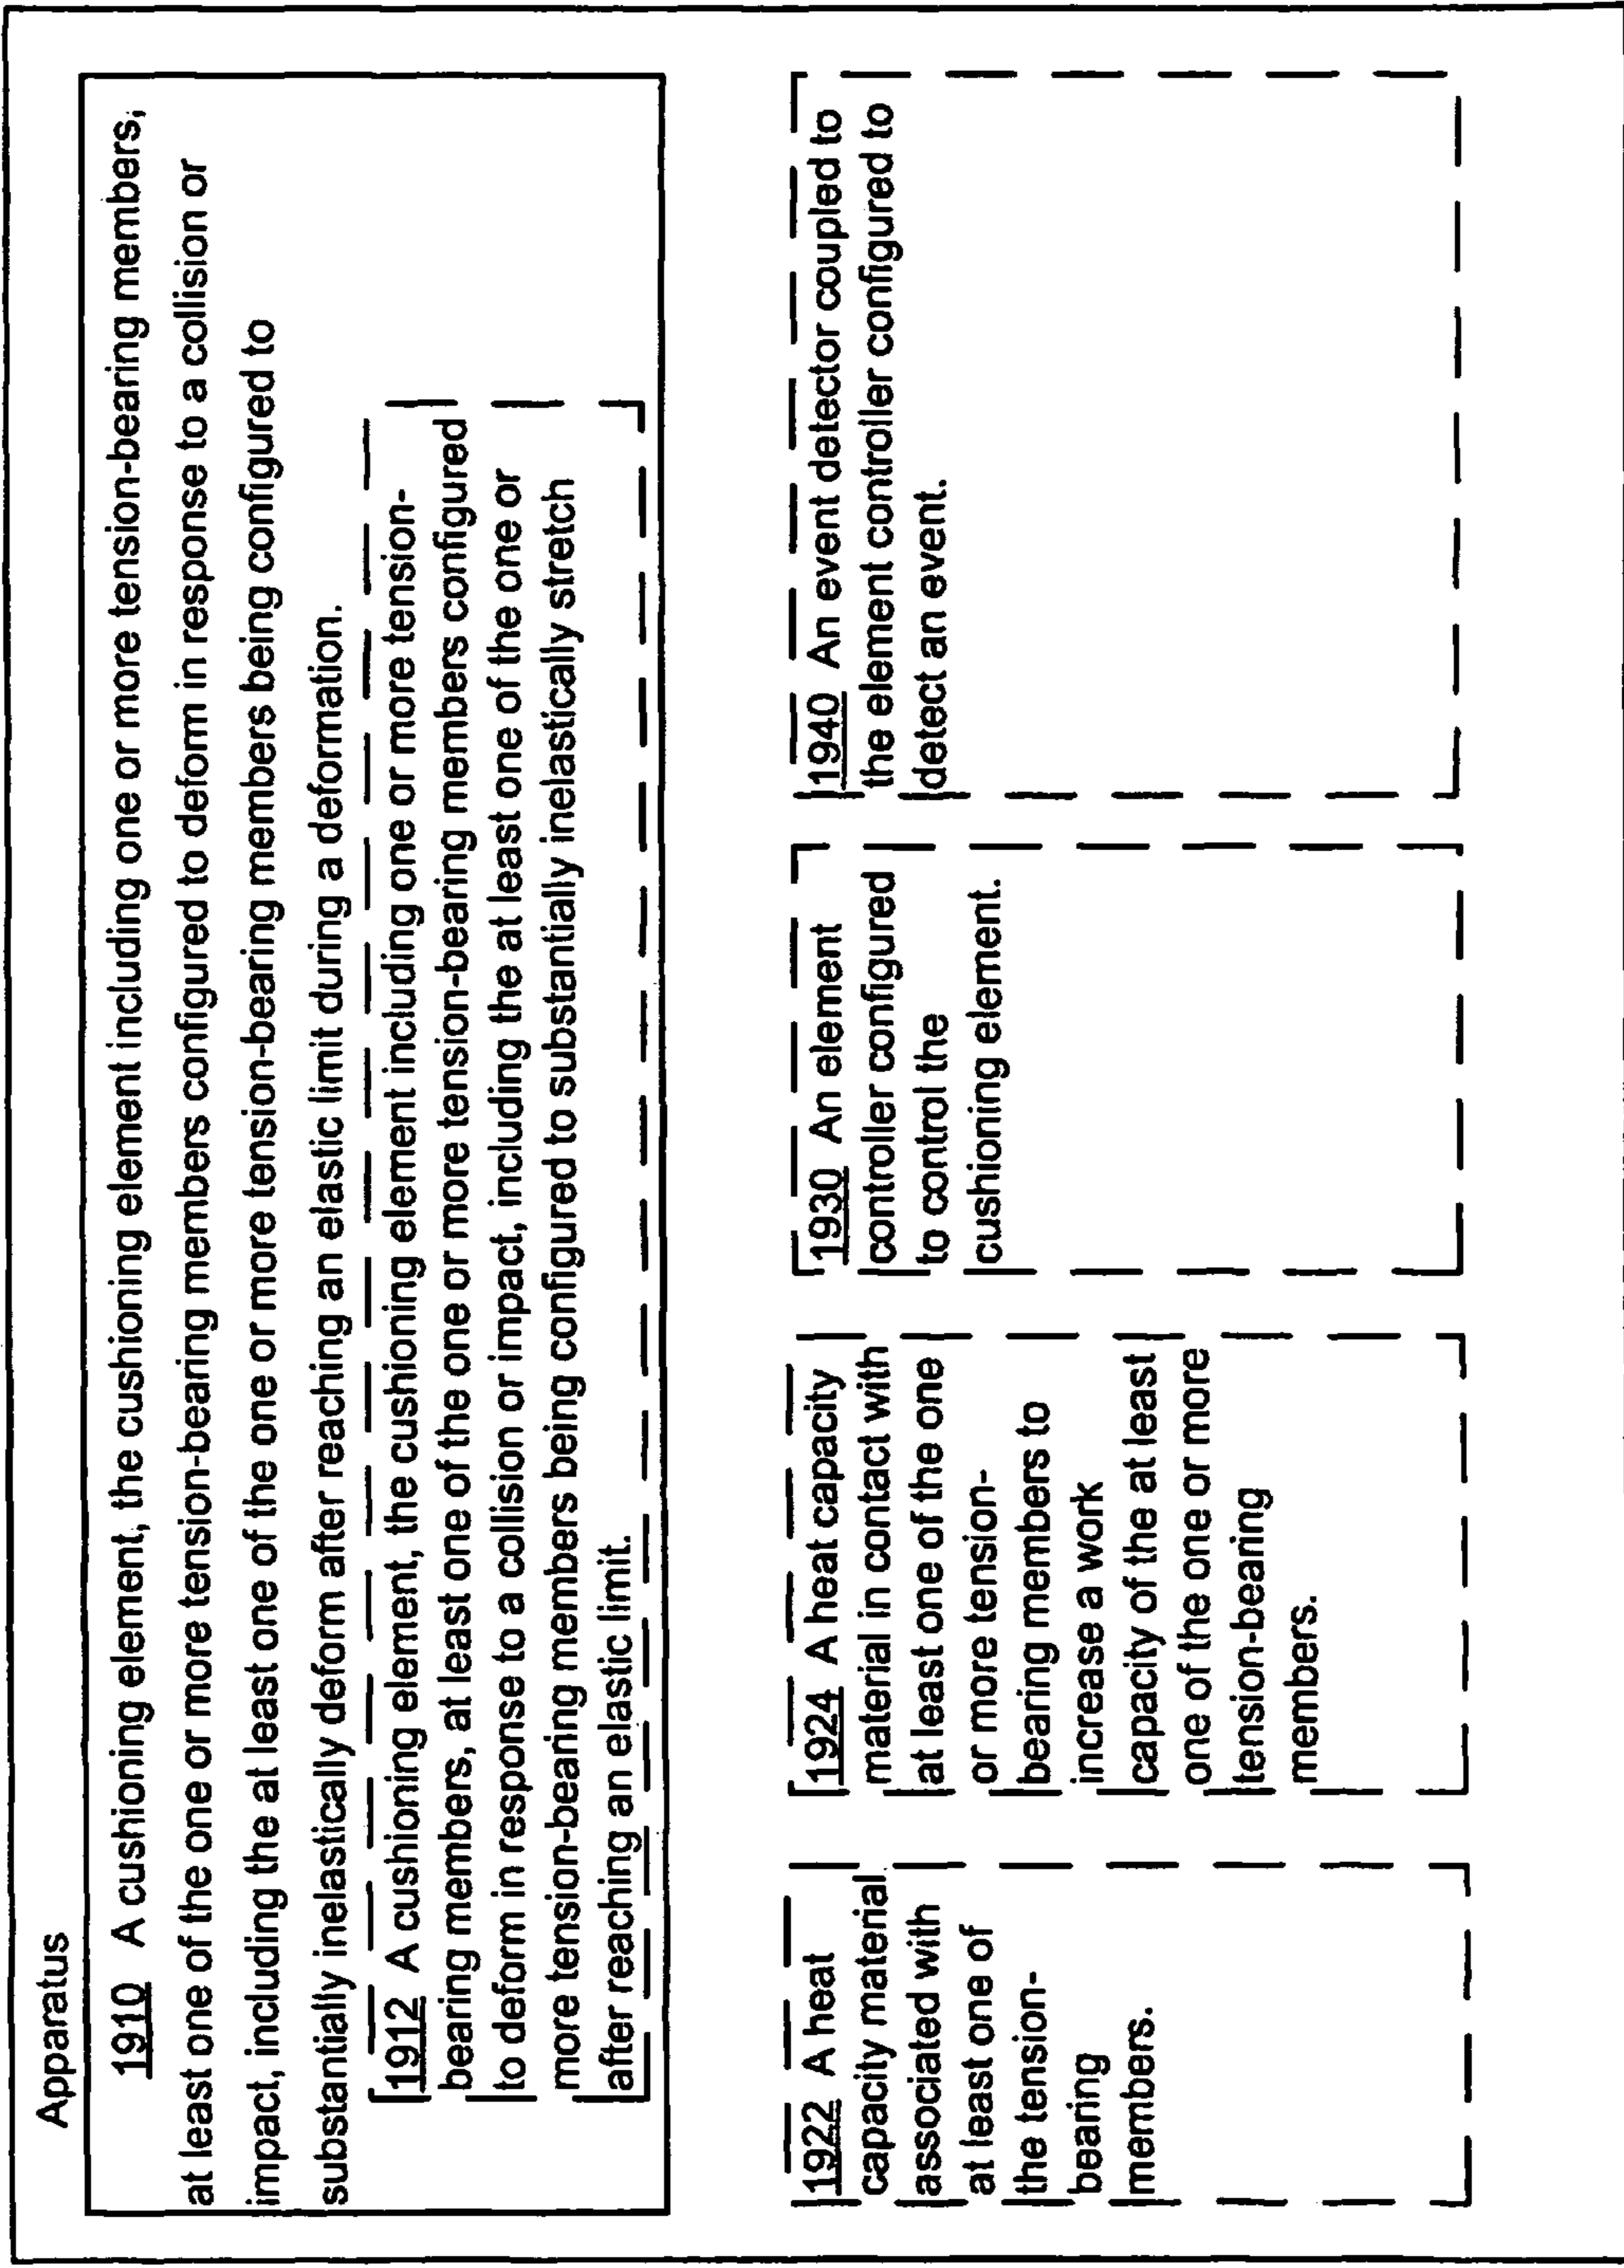 Apparatus
1910 A cushioning element, the cushioning element including one or more tension-bearing members,
at least one of the one or more tension-bearing members configured to deform in response to a collision or
impact, including the at least one of the one or more tension-bearing members being configured to
substantially inelastically deform after reaching an elastic limit during a deformation.
1912 A cushioning element, the cushioning element including one or more tension-
bearing members, at least one of the one or more tension-bearing members configured
to deform in response to a collision or impact, including the at least one of the one or
more tension-bearing members being configured to substantially inelastically stretch
after reaching an elastic limit.
1922 A heat
capacity material
associated with
at least one of
the tension-
bearing
members.
1924 A heat capacity
material in contact with
at least one of the one
or more tension-
bearing members to
increase a work
capacity of the at least
one of the one or more
tension-bearing
members.
1930 An element
controller configured
to control the
cushioning element.
1940 An event detector coupled to
the element controller configured to
detect an event.